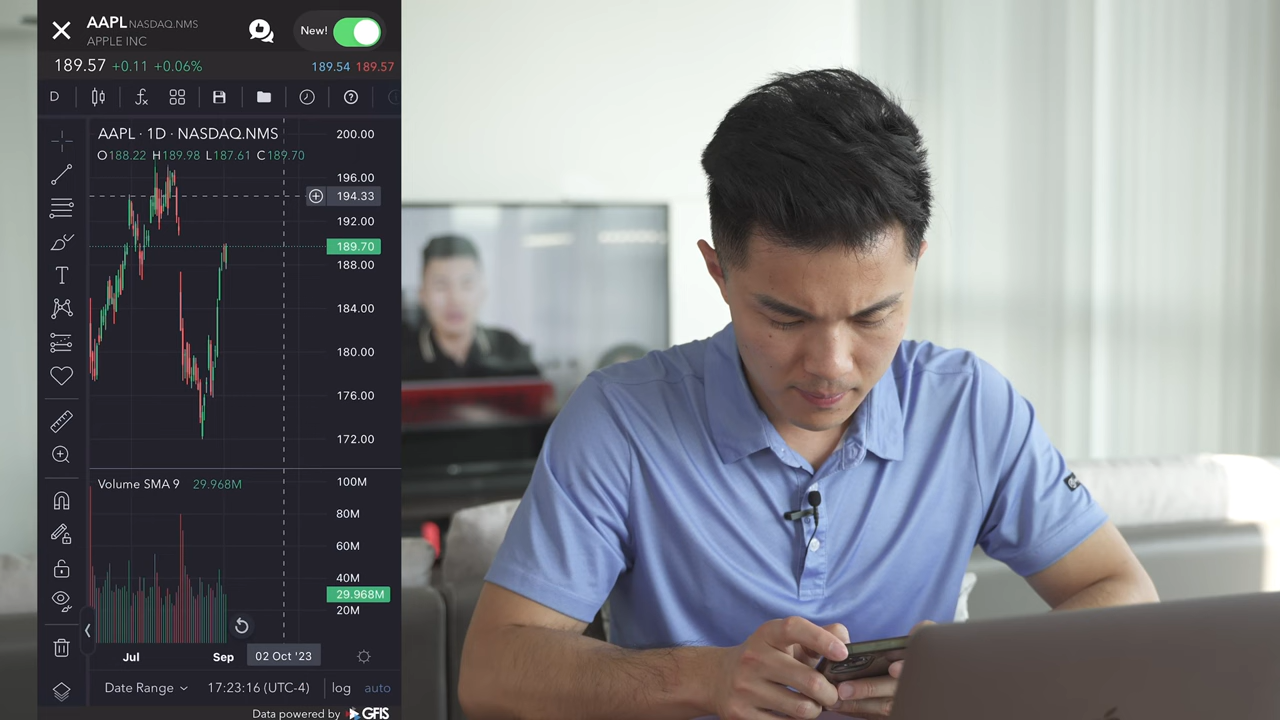 AAPL NASDAQ.NMS
APPLE INC
New!
189.57 +0.11 +0.06%
189.54 189.57
D
AAPL · 1D · NASDAQ.NMS
O188.22 H189.98 L187.61 C189.70
200.00
196.00
194.33
192.00
189.70
188.00
184.00
180.00
176.00
172.00
Volume SMA 9 29.968M
100M
80M
60M
40M
29.968M
20M
Jul
Sep
02 Oct '23
Date Range
17:23:16 (UTC-4)
log
auto
Data powered by GFIS